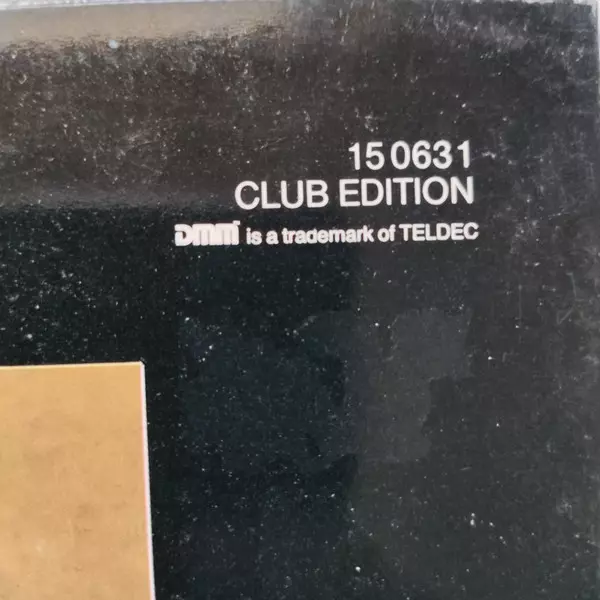 15 0631
CLUB EDITION
DMM is a trademark of TELDEC